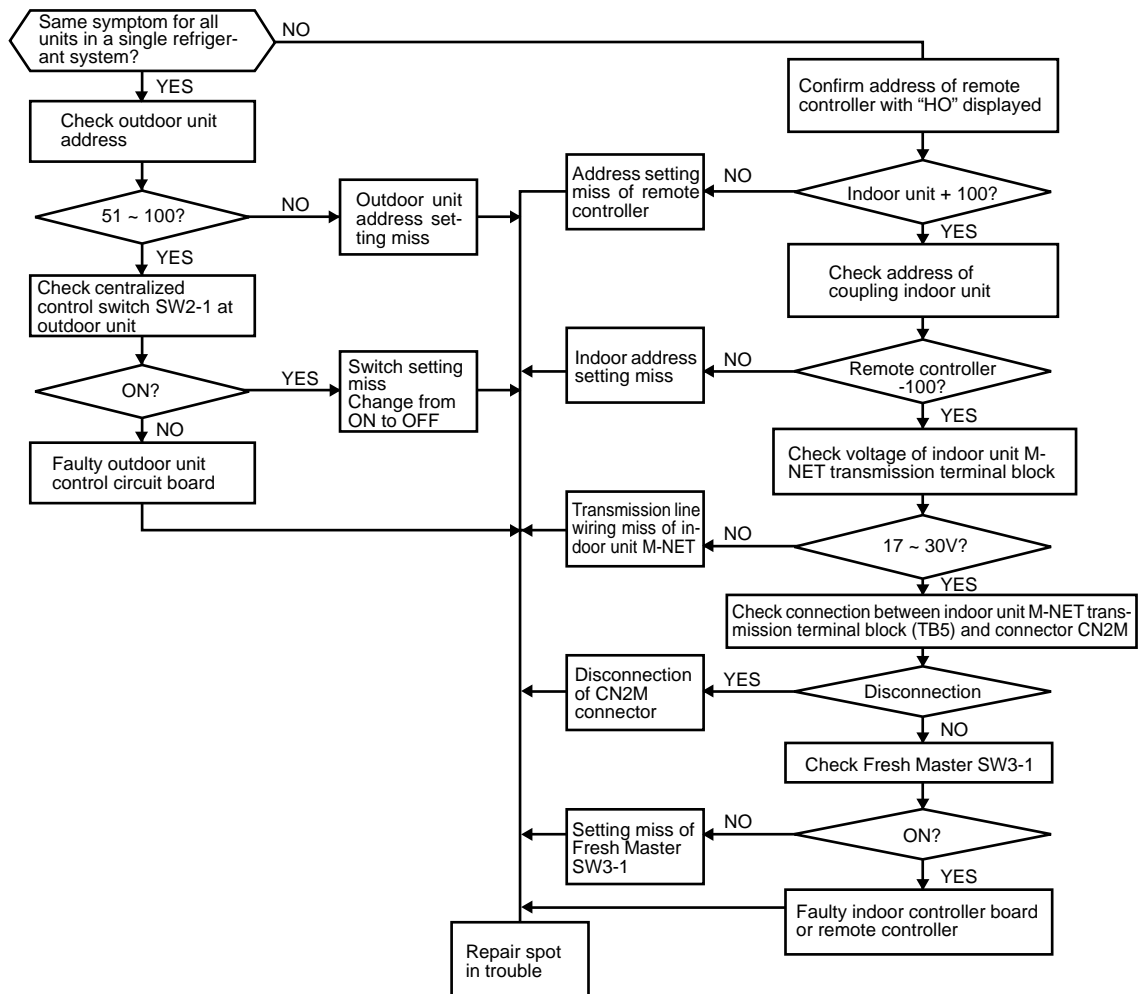 Same symptom for all
units in a single refriger-
ant system?
NO
YES
Check outdoor unit
address
51 ~ 100?
NO
Outdoor unit
address set-
ting miss
YES
Check centralized
control switch SW2-1 at
outdoor unit
ON?
YES
Switch setting
miss
Change from
ON to OFF
NO
Faulty outdoor unit
control circuit board
Confirm address of remote
controller with “HO” displayed
Indoor unit + 100?
NO
Address setting
miss of remote
controller
YES
Check address of
coupling indoor unit
Remote controller
-100?
NO
Indoor address
setting miss
YES
Check voltage of indoor unit M-
NET transmission terminal block
17 ~ 30V?
NO
Transmission line
wiring miss of in-
door unit M-NET
YES
Check connection between indoor unit M-NET trans-
mission terminal block (TB5) and connector CN2M
Disconnection
YES
Disconnection
of CN2M
connector
NO
Check Fresh Master SW3-1
ON?
NO
Setting miss of
Fresh Master
SW3-1
YES
Faulty indoor controller board
or remote controller
Repair spot
in trouble